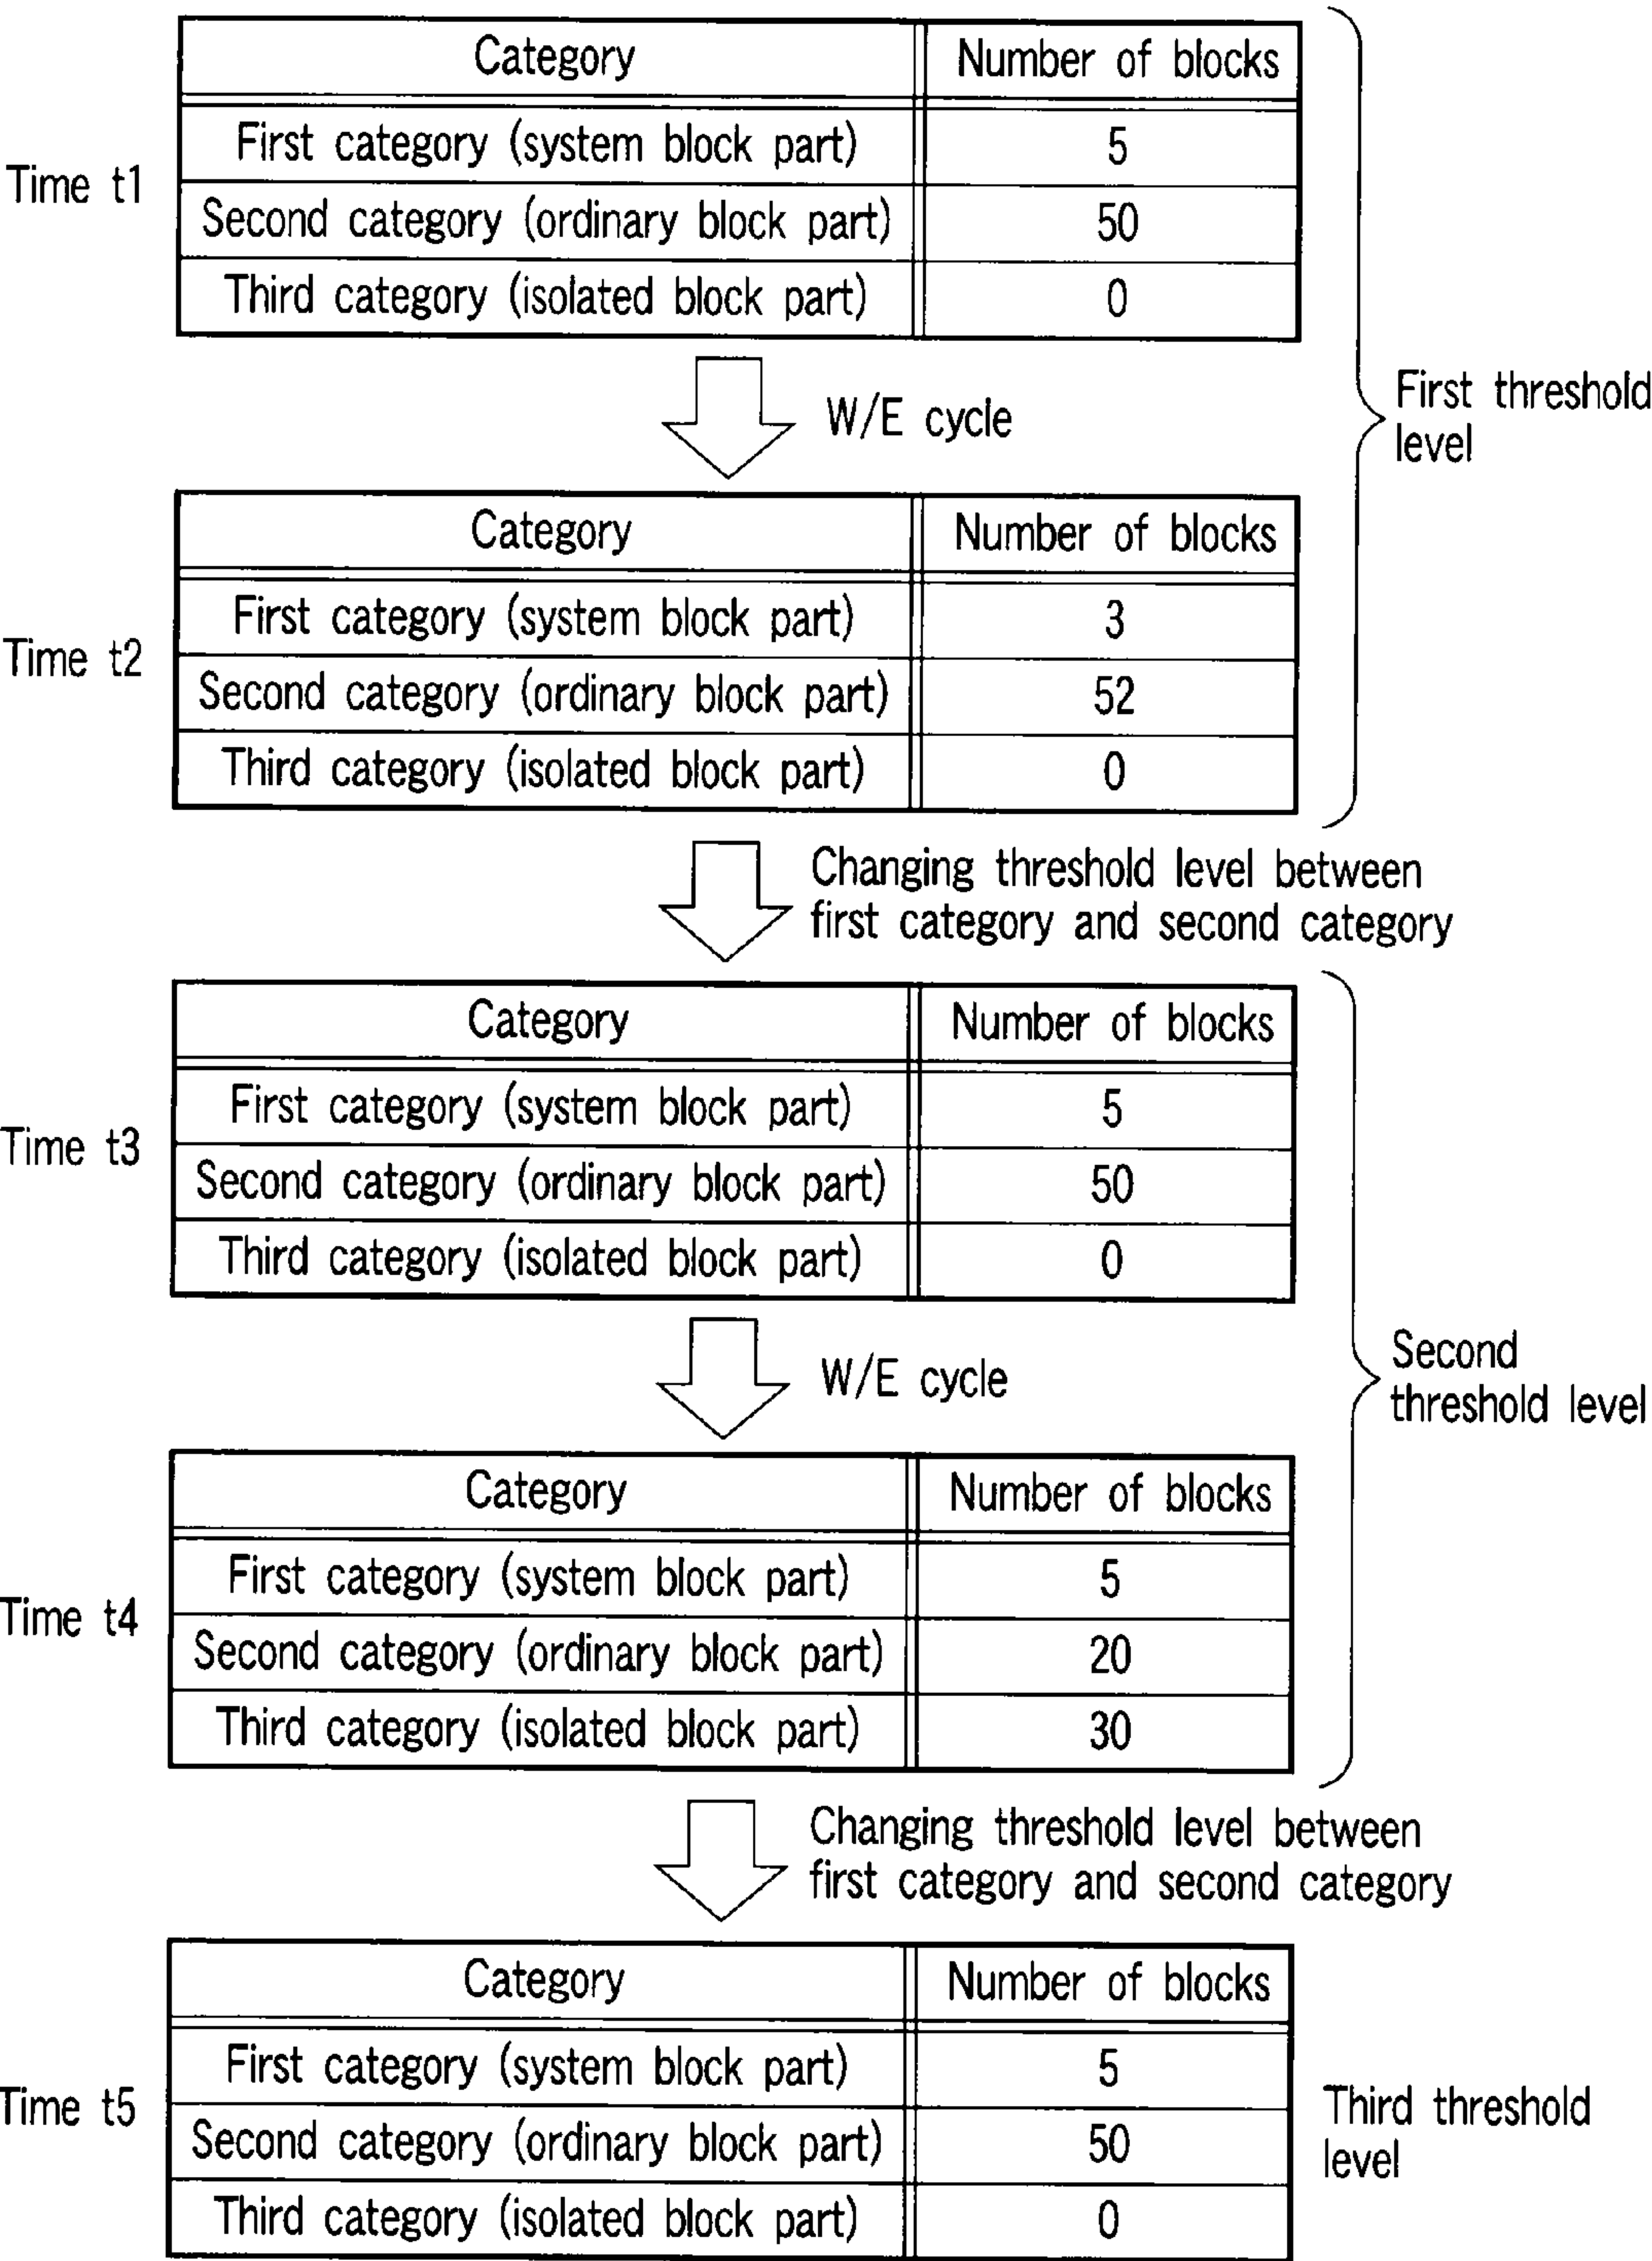 Category Number of blocks
First category (system block part) 5
Time t1
Second category (ordinary block part) 50
Third category (isolated block part) 0
W/E cycle
First threshold
level
Category Number of blocks
First category (system block part) 3
Time t2
Second category (ordinary block part) 52
Third category (isolated block part) 0
Changing threshold level between
first category and second category
Category Number of blocks
First category (system block part) 5
Time t3
Second category (ordinary block part) 50
Third category (isolated block part) 0
W/E cycle
Second
threshold level
Category Number of blocks
First category (system block part) 5
Time t4
Second category (ordinary block part) 20
Third category (isolated block part) 30
Changing threshold level between
first category and second category
Category Number of blocks
First category (system block part) 5
Time t5
Second category (ordinary block part) 50
Third category (isolated block part) 0
Third threshold
level